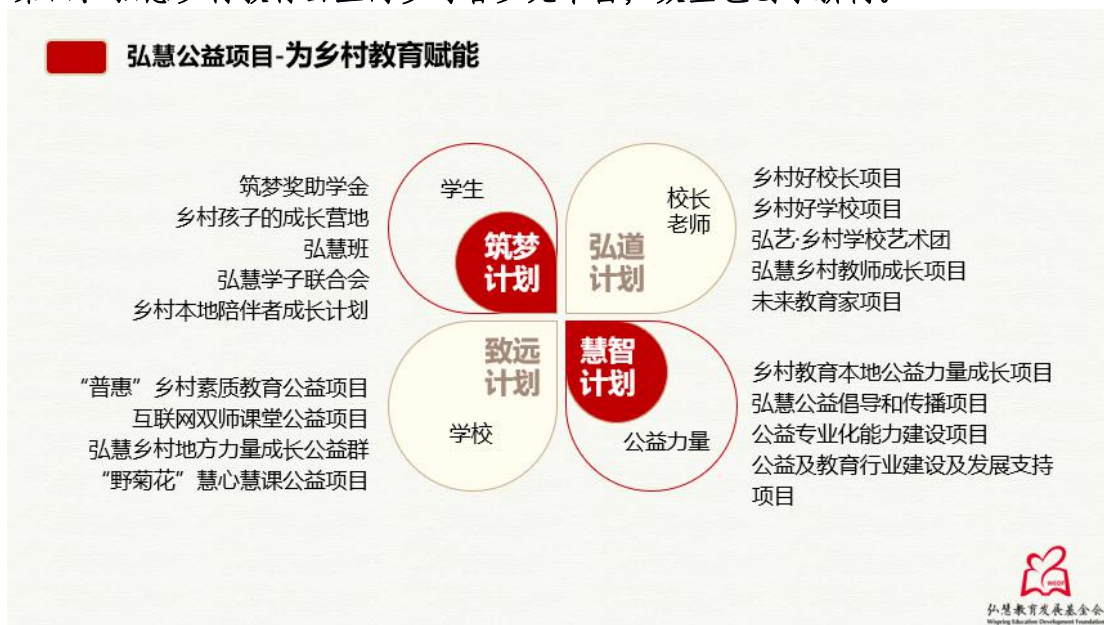 弘慧公益项目-为乡村教育赋能
筑梦奖助学金
乡村孩子的成长营地
弘慧班
弘慧学子联合会
乡村本地陪伴者成长计划
学生
筑梦
计划
校长
老师
弘道
计划
乡村好校长项目
乡村好学校项目
弘艺·乡村学校艺术团
弘慧乡村教师成长项目
未来教育家项目
“普惠”乡村素质教育公益项目
互联网双师课堂公益项目
弘慧乡村地方力量成长公益群
“野菊花”慧心慧课公益项目
致远
计划
学校
慧智
计划
公益力量
乡村教育本地公益力量成长项目
弘慧公益倡导和传播项目
公益专业化能力建设项目
公益及教育行业建设及发展支持
项目
WEDF
弘慧教育发展基金会
Wispring Education Development Foundation